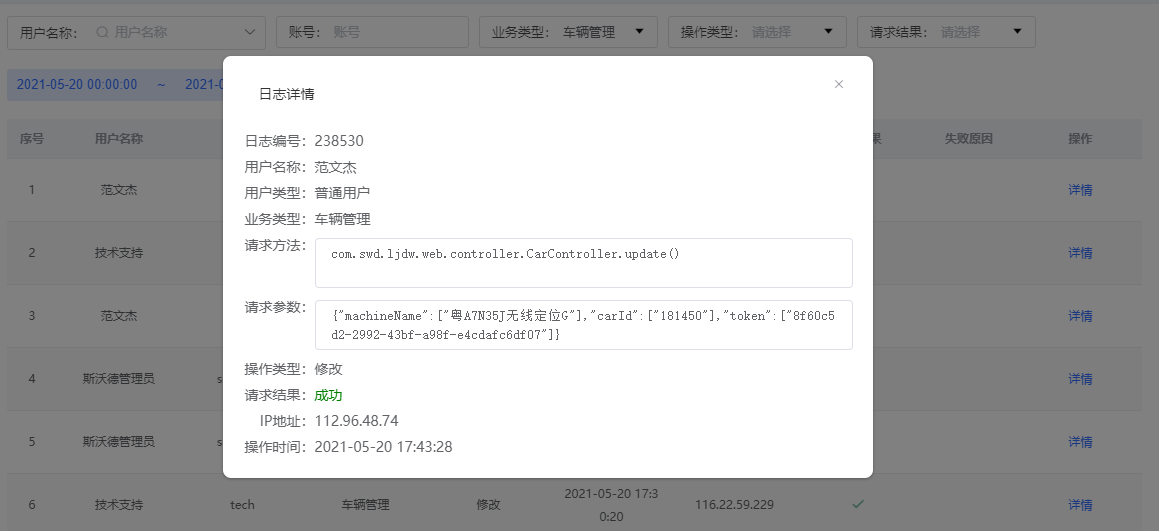 用户名称： 用户名称 账号： 账号 业务类型： 车辆管理 操作类型： 请选择 请求结果： 请选择
2021-05-20 00:00:00 ~ 2021-0
日志详情
序号 用户名称 果 失败原因 操作
日志编号：238530
用户名称：范文杰
1 范文杰 详情
用户类型：普通用户
业务类型：车辆管理
请求方法：com.swd.ljdw.web.controller.CarController.update()
2 技术支持 详情
请求参数：{"machineName":["粤A7N35J无线定位G"],"carId":["181450"],"token":["8f60c5
d2-2992-43bf-a98f-e4cdafc6df07"]}
3 范文杰 详情
操作类型：修改
4 斯沃德管理员 s 详情
请求结果：成功
IP地址：112.96.48.74
操作时间：2021-05-20 17:43:28
5 斯沃德管理员 s 详情
6 技术支持 tech 车辆管理 修改 2021-05-20 17:3 116.22.59.229 详情
0:20